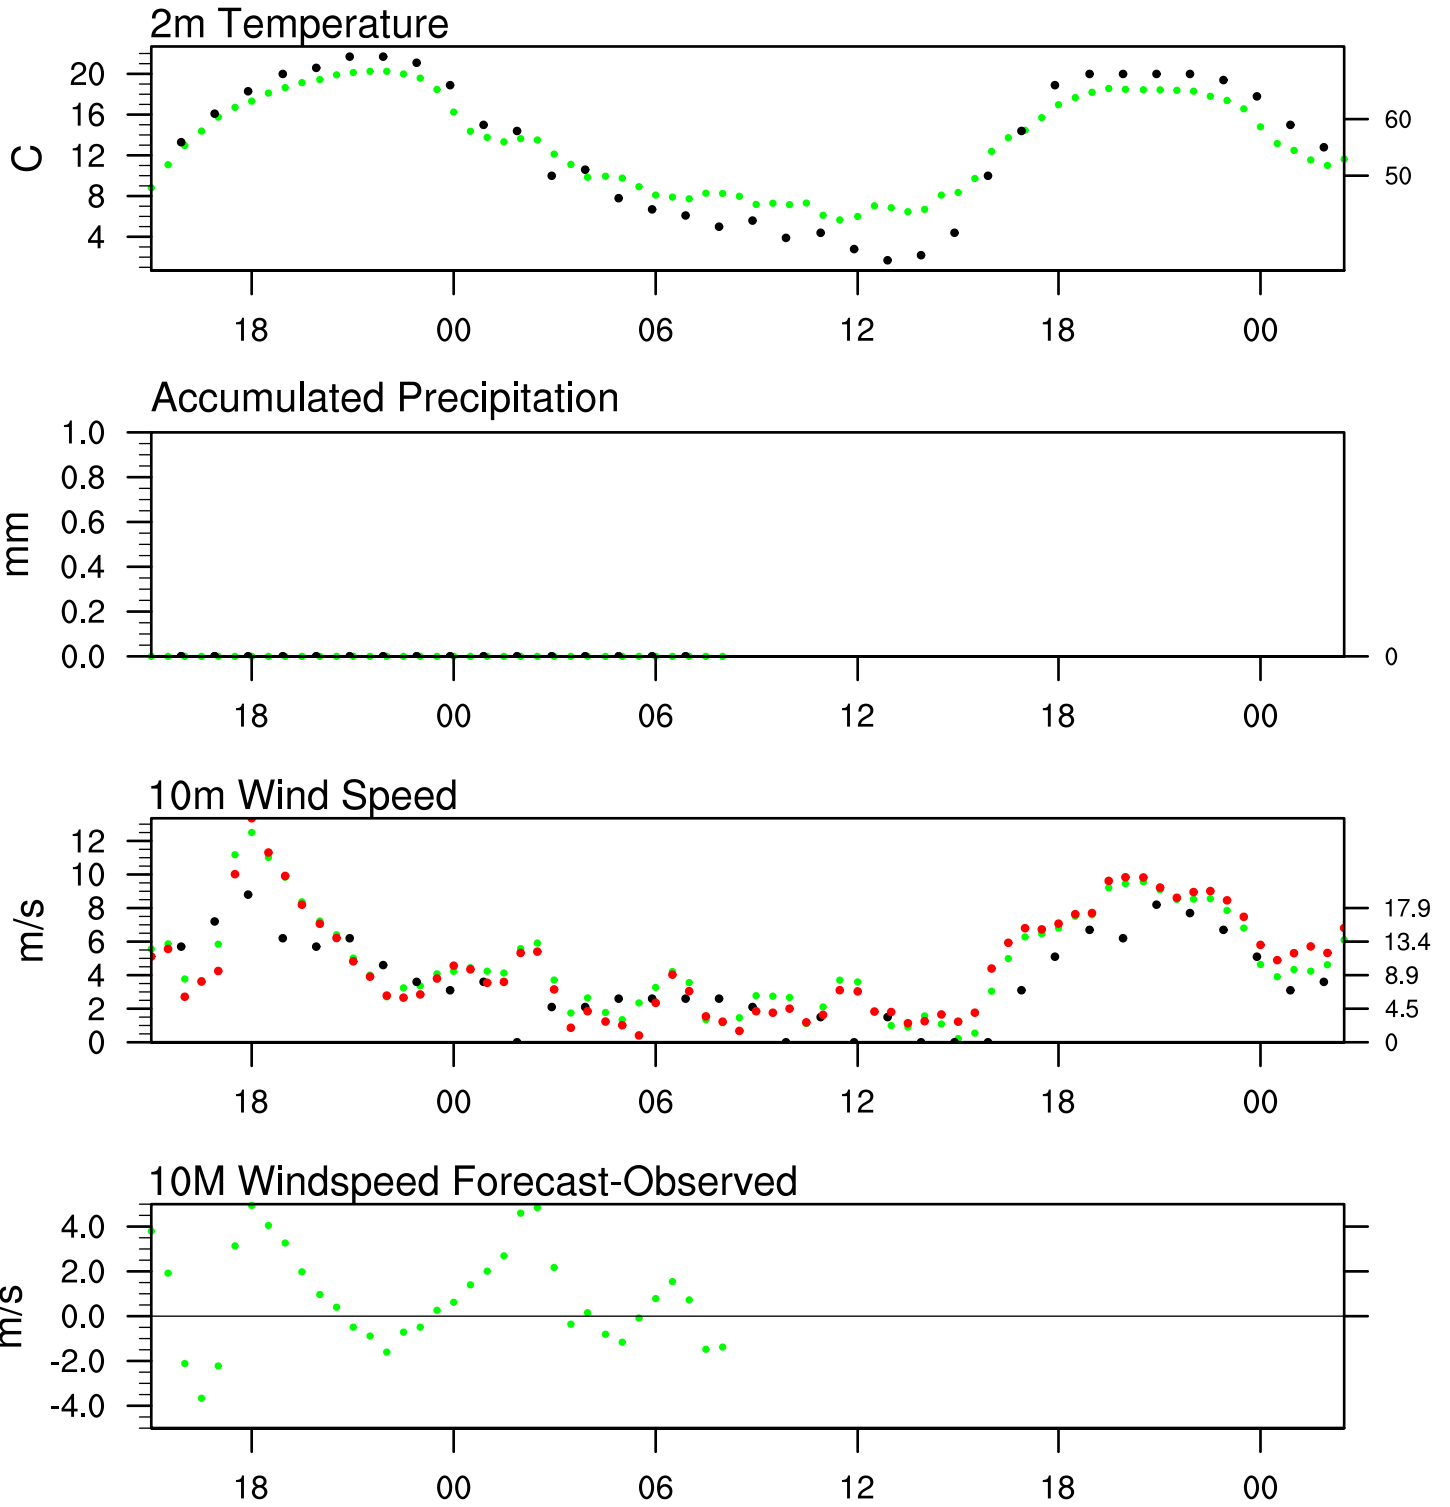 2m Temperature
20
16
12
8
4
C
60
50
18 00 06 12 18 00
Accumulated Precipitation
1.0
0.8
0.6
0.4
0.2
0.0
mm
0
18 00 06 12 18 00
10m Wind Speed
12
10
8
6
4
2
0
m/s
17.9
13.4
8.9
4.5
0
18 00 06 12 18 00
10M Windspeed Forecast-Observed
4.0
2.0
0.0
-2.0
-4.0
m/s
18 00 06 12 18 00